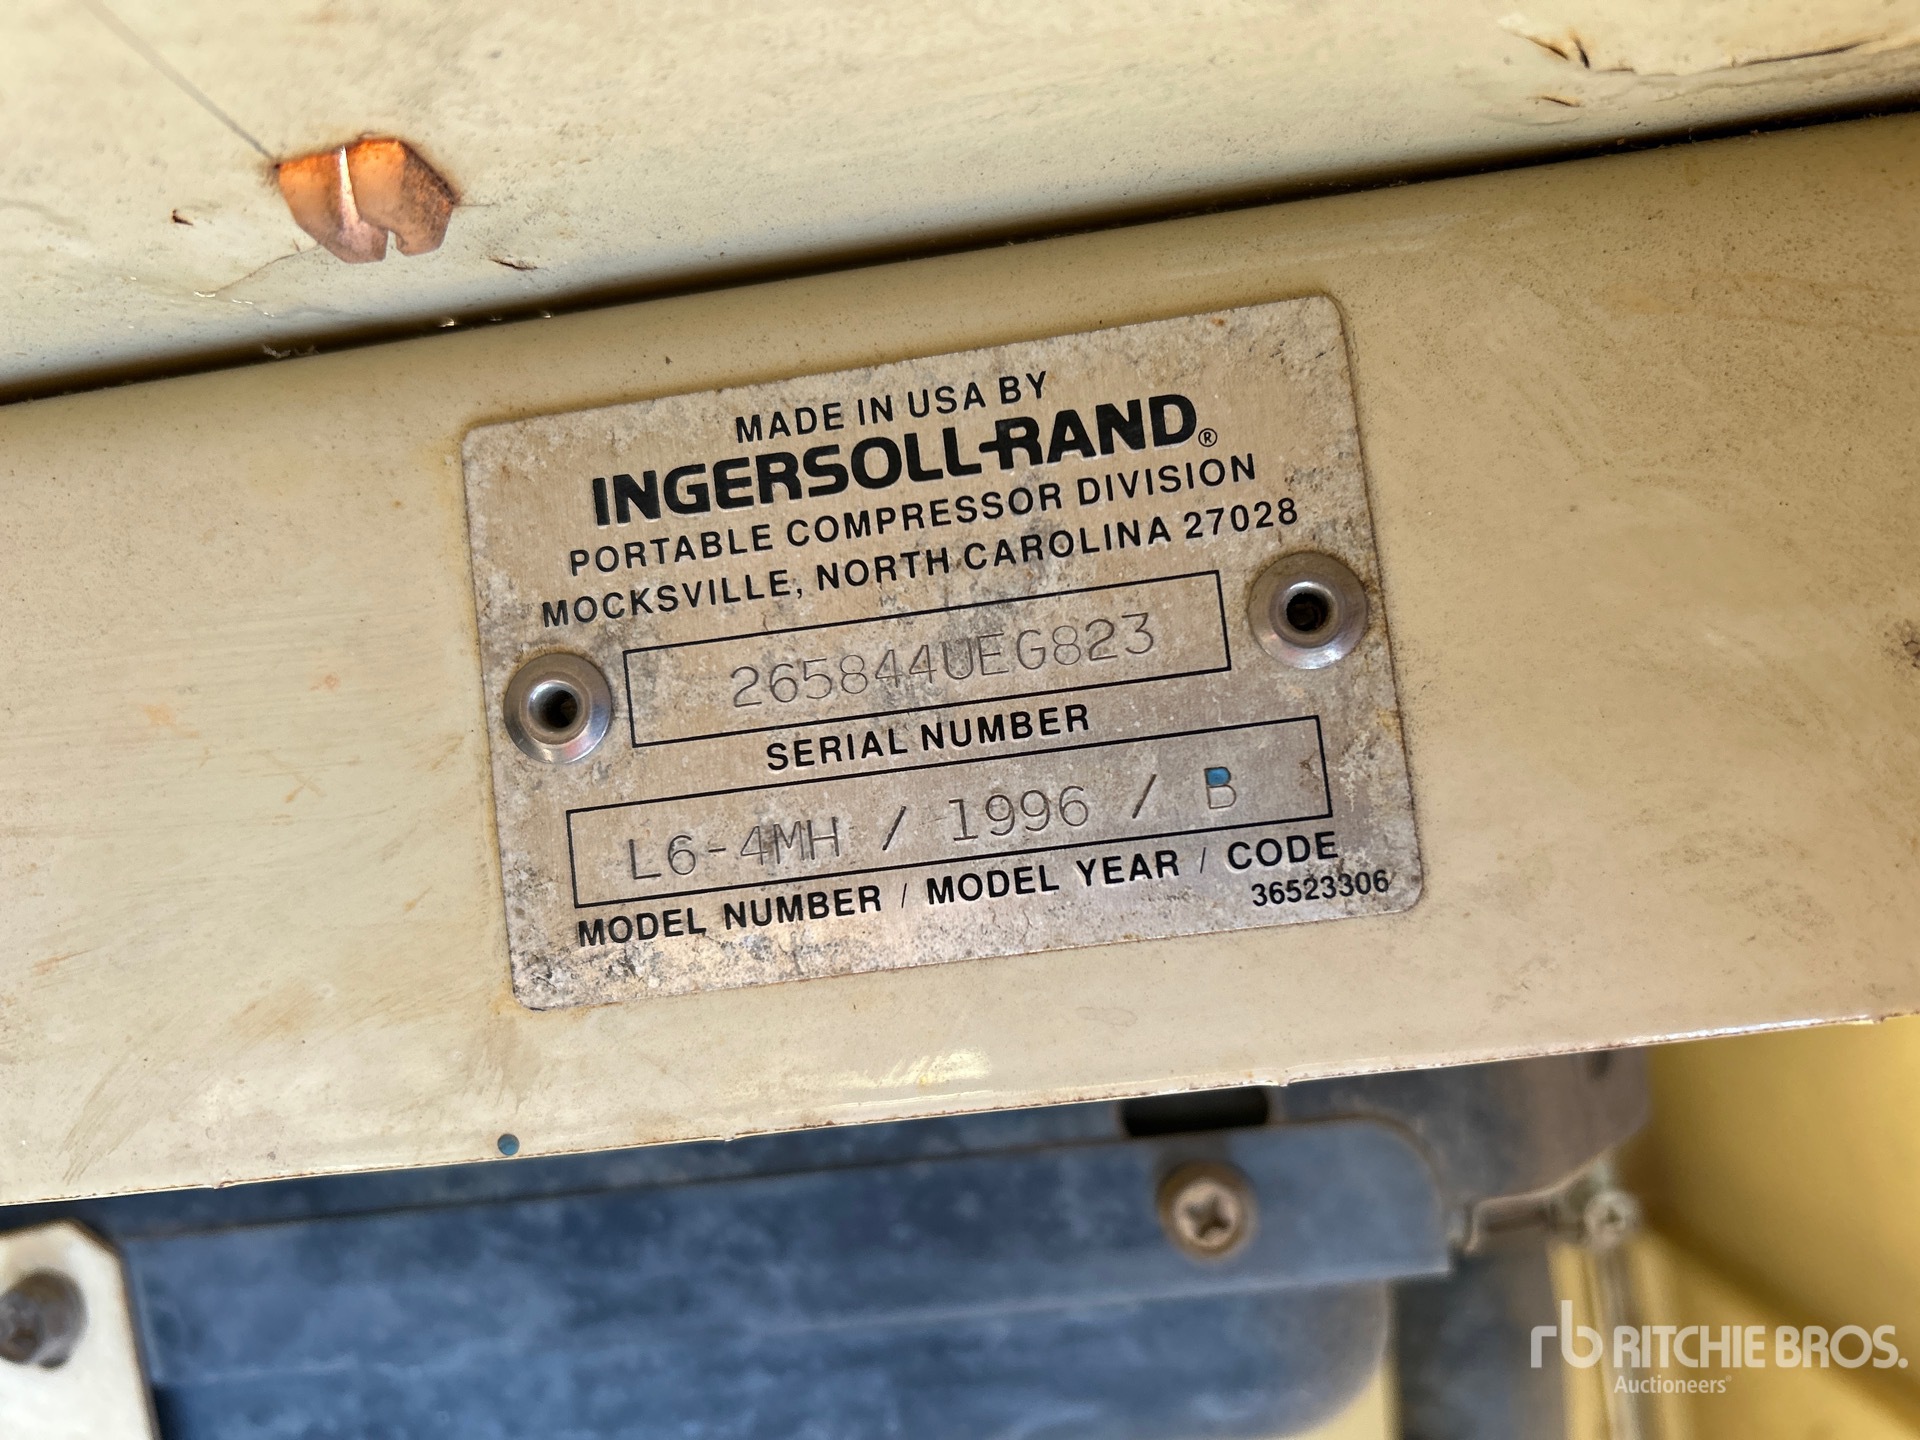 MADE IN USA BY
INGERSOLL-RAND®
PORTABLE COMPRESSOR DIVISION
MOCKSVILLE, NORTH CAROLINA 27028
265844UEG823
SERIAL NUMBER
L6-4MH / 1996 / B
MODEL NUMBER / MODEL YEAR / CODE
36523306
rb RITCHIE BROS.
Auctioneers®